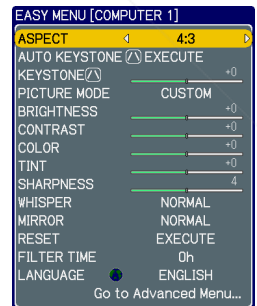 EASY MENU [COMPUTER 1]
ASPECT 4:3
AUTO KEYSTONE EXECUTE
KEYSTONE +0
PICTURE MODE CUSTOM
BRIGHTNESS +0
CONTRAST +0
COLOR +0
TINT +0
SHARPNESS 4
WHISPER NORMAL
MIRROR NORMAL
RESET EXECUTE
FILTER TIME 0h
LANGUAGE ENGLISH
Go to Advanced Menu...